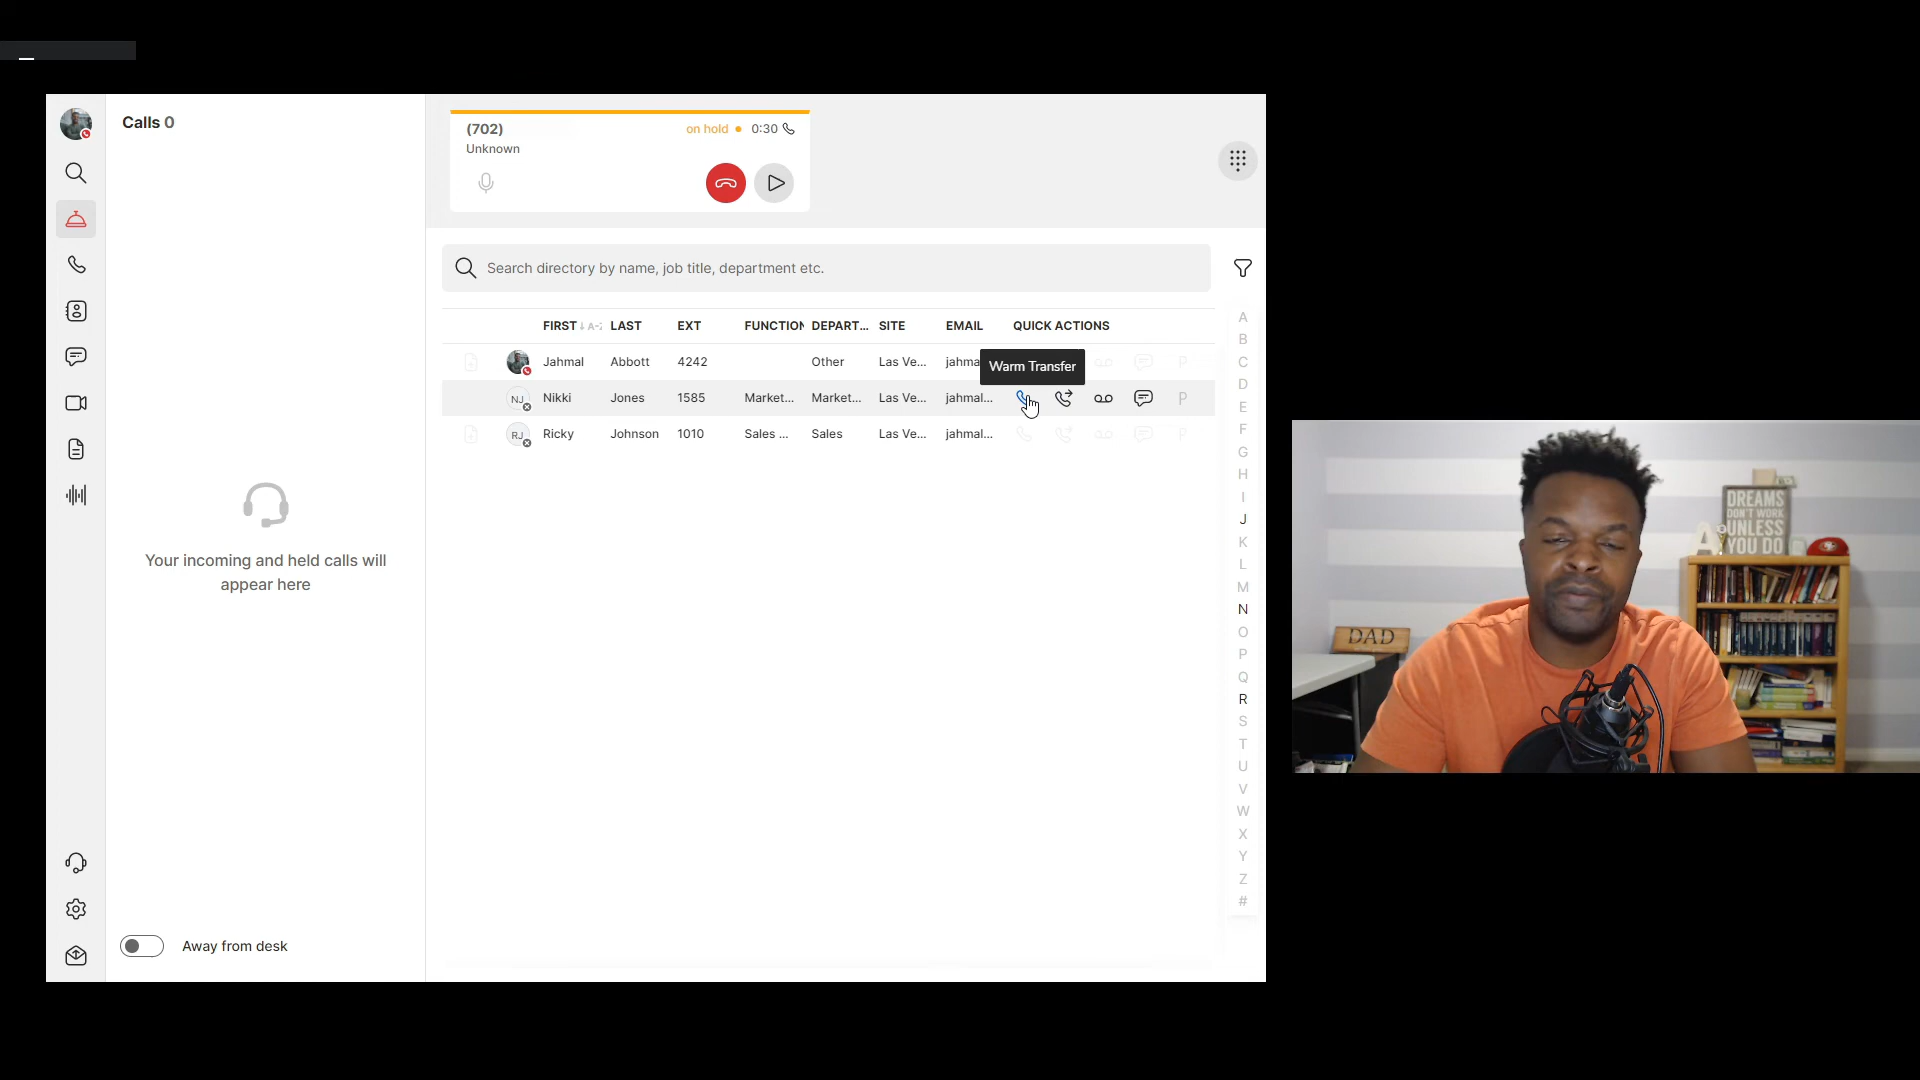 Calls 0
(702)
on hold 0:30
Unknown
Search directory by name, job title, department etc.
FIRST A-Z LAST EXT FUNCTION DEPART... SITE EMAIL QUICK ACTIONS
Jahmal Abbott 4242 Other Las Ve... jahma
Warm Transfer
P
NJ Nikki Jones 1585 Market... Market... Las Ve... jahmal... P
RJ Ricky Johnson 1010 Sales ... Sales Las Ve... jahmal... P
A
B
C
D
E
F
G
H
I
J
K
L
M
N
O
P
Q
R
S
T
U
V
W
X
Y
Z
#
Your incoming and held calls will
appear here
Away from desk
DREAMS
DON'T WORK
UNLESS
YOU DO
A
DAD